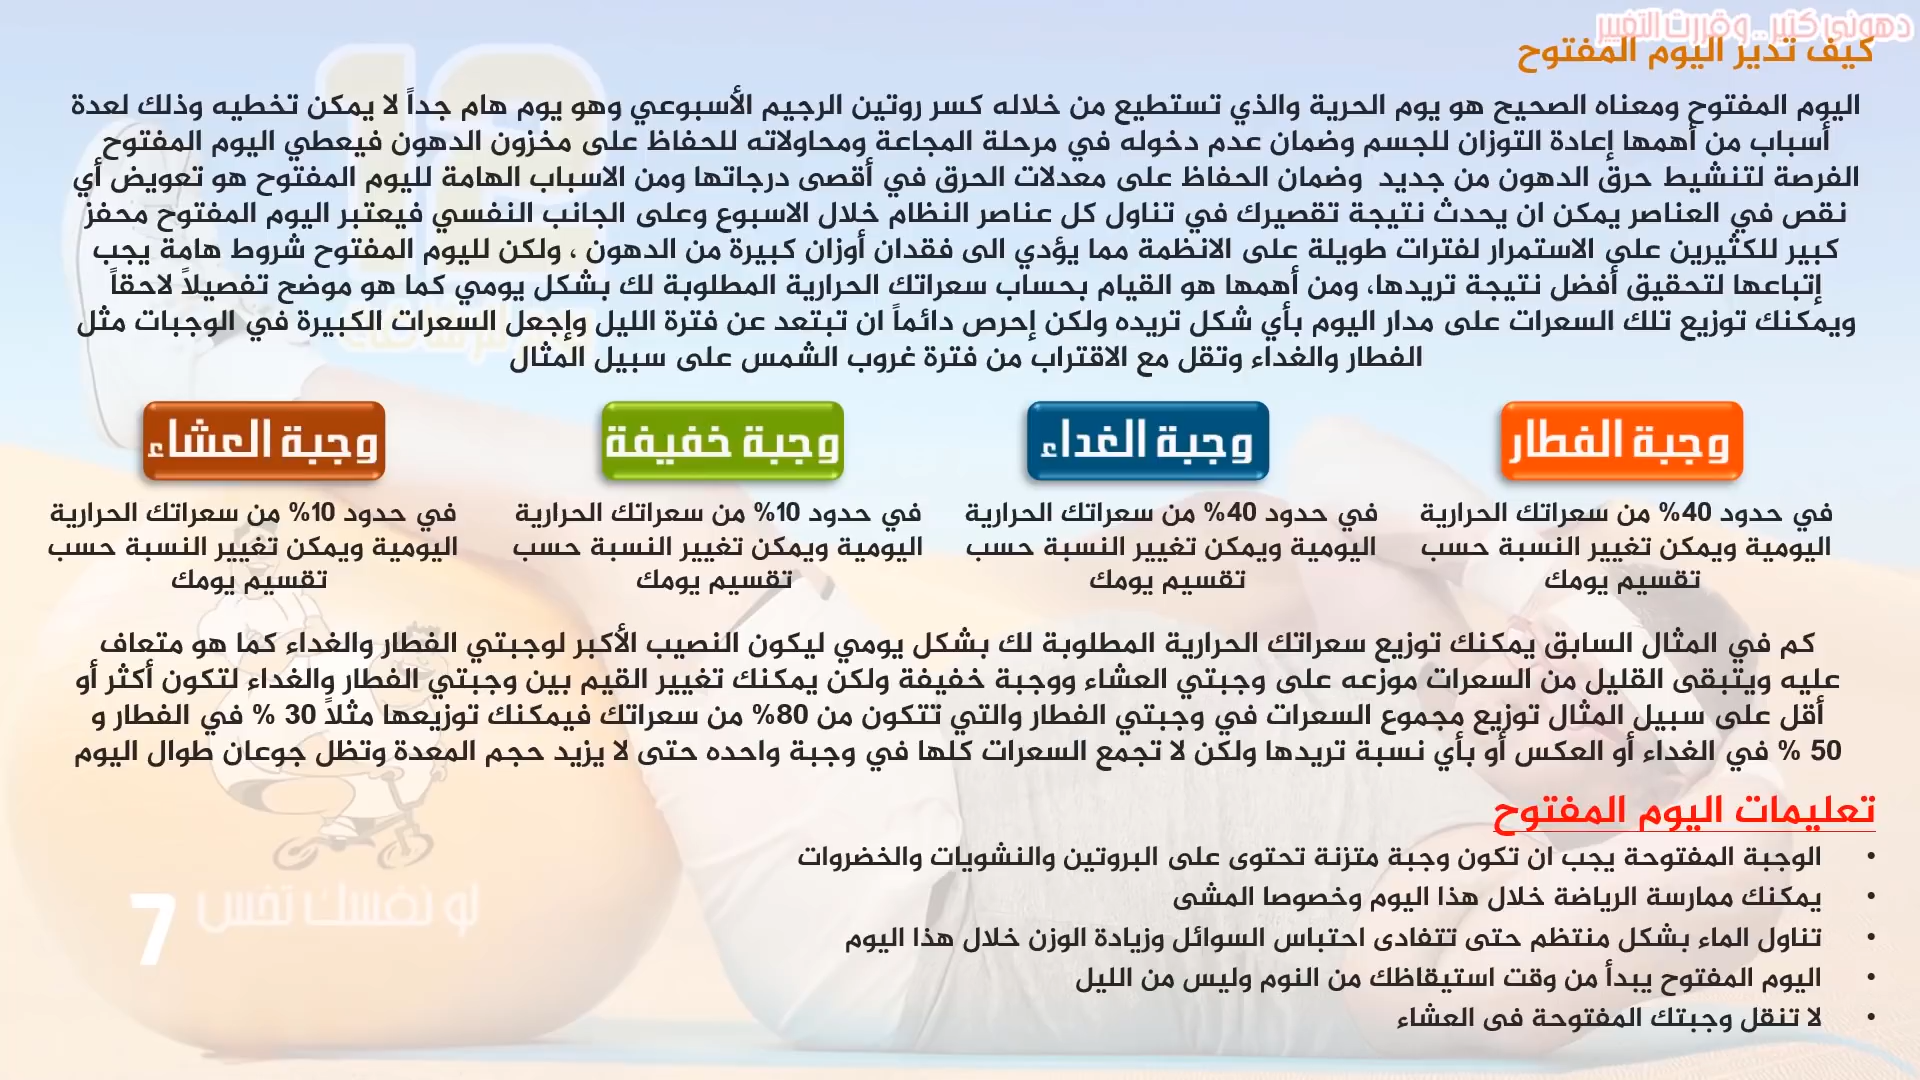 دهونى كتير.. وقررت التغيير
كيف تدير اليوم المفتوح
اليوم المفتوح ومعناه الصحيح هو يوم الحرية والذي تستطيع من خلاله كسر روتين الرجيم الأسبوعي وهو يوم هام جداً لا يمكن تخطيه وذلك لعدة
أسباب من أهمها إعادة التوزان للجسم وضمان عدم دخوله في مرحلة المجاعة ومحاولاته للحفاظ على مخزون الدهون فيعطي اليوم المفتوح
الفرصة لتنشيط حرق الدهون من جديد وضمان الحفاظ على معدلات الحرق في أقصى درجاتها ومن الاسباب الهامة لليوم المفتوح هو تعويض أي
نقص في العناصر يمكن ان يحدث نتيجة تقصيرك في تناول كل عناصر النظام خلال الاسبوع وعلى الجانب النفسي فيعتبر اليوم المفتوح محفز
كبير للكثيرين على الاستمرار لفترات طويلة على الانظمة مما يؤدي الى فقدان أوزان كبيرة من الدهون ، ولكن لليوم المفتوح شروط هامة يجب
إتباعها لتحقيق أفضل نتيجة تريدها، ومن أهمها هو القيام بحساب سعراتك الحرارية المطلوبة لك بشكل يومي كما هو موضح تفصيلاً لاحقاً
ويمكنك توزيع تلك السعرات على مدار اليوم بأي شكل تريده ولكن إحرص دائماً ان تبتعد عن فترة الليل وإجعل السعرات الكبيرة في الوجبات مثل
الفطار والغداء وتقل مع الاقتراب من فترة غروب الشمس على سبيل المثال
وجبة الفطار
في حدود 40% من سعراتك الحرارية
اليومية ويمكن تغيير النسبة حسب
تقسيم يومك
وجبة الغداء
في حدود 40% من سعراتك الحرارية
اليومية ويمكن تغيير النسبة حسب
تقسيم يومك
وجبة خفيفة
في حدود 10% من سعراتك الحرارية
اليومية ويمكن تغيير النسبة حسب
تقسيم يومك
وجبة العشاء
في حدود 10% من سعراتك الحرارية
اليومية ويمكن تغيير النسبة حسب
تقسيم يومك
كم في المثال السابق يمكنك توزيع سعراتك الحرارية المطلوبة لك بشكل يومي ليكون النصيب الأكبر لوجبتي الفطار والغداء كما هو متعاف
عليه ويتبقى القليل من السعرات موزعه على وجبتي العشاء ووجبة خفيفة ولكن يمكنك تغيير القيم بين وجبتي الفطار والغداء لتكون أكثر أو
أقل على سبيل المثال توزيع مجموع السعرات في وجبتي الفطار والتي تتكون من 80% من سعراتك فيمكنك توزيعها مثلاً 30 % في الفطار و
50 % في الغداء أو العكس أو بأي نسبة تريدها ولكن لا تجمع السعرات كلها في وجبة واحده حتى لا يزيد حجم المعدة وتظل جوعان طوال اليوم
تعليمات اليوم المفتوح
• الوجبة المفتوحة يجب ان تكون وجبة متزنة تحتوى على البروتين والنشويات والخضروات
• يمكنك ممارسة الرياضة خلال هذا اليوم وخصوصا المشى
• تناول الماء بشكل منتظم حتى تتفادى احتباس السوائل وزيادة الوزن خلال هذا اليوم
• اليوم المفتوح يبدأ من وقت استيقاظك من النوم وليس من الليل
• لا تنقل وجبتك المفتوحة فى العشاء
لو نفسك تخس
7